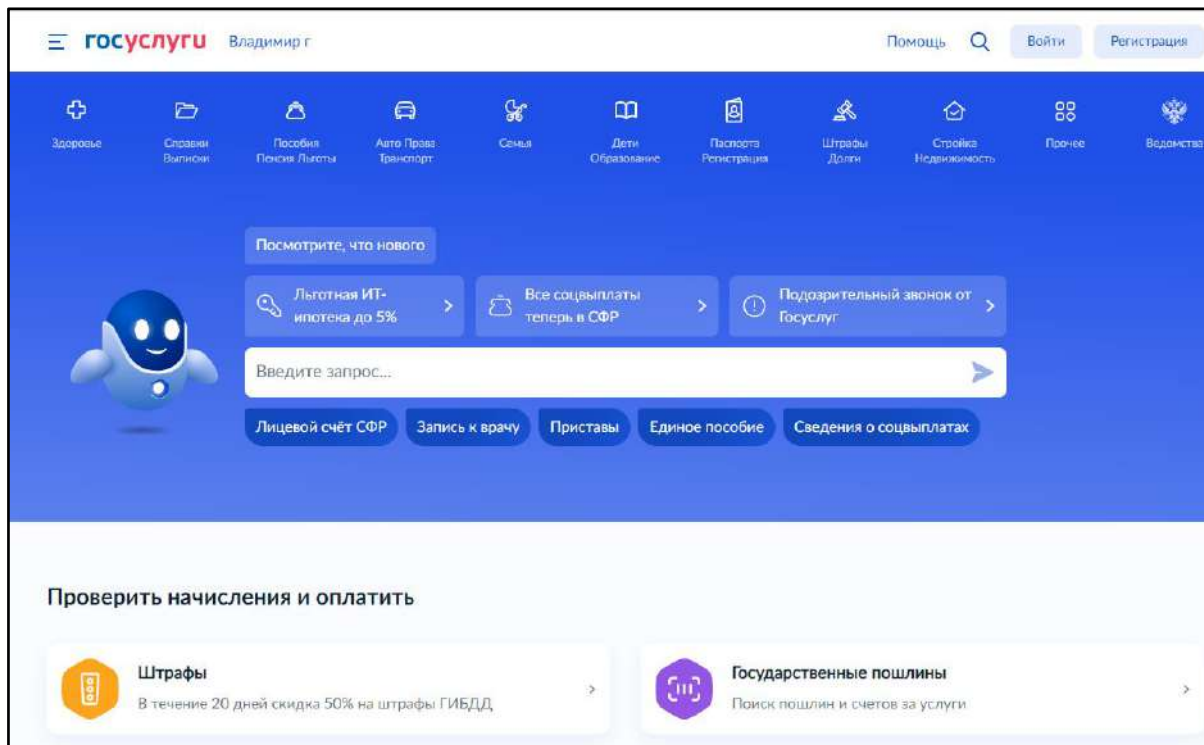 госуслуги Владимир г Помощь Войти Регистрация
Здоровье
Справки
Выписки
Пособия
Пенсия Льготы
Авто Права
Транспорт
Семья
Дети
Образование
Паспорта
Регистрация
Штрафы
Долги
Стройка
Недвижимость
Прочее
Ведомства
Посмотрите, что нового
Льготная ИТ-
ипотека до 5%
Все соцвыплаты
теперь в СФР
Подозрительный звонок от
Госуслуг
Введите запрос...
Лицевой счёт СФР
Запись к врачу
Приставы
Единое пособие
Сведения о соцвыплатах
Проверить начисления и оплатить
Штрафы
В течение 20 дней скидка 50% на штрафы ГИБДД
Государственные пошлины
Поиск пошлин и счетов за услуги